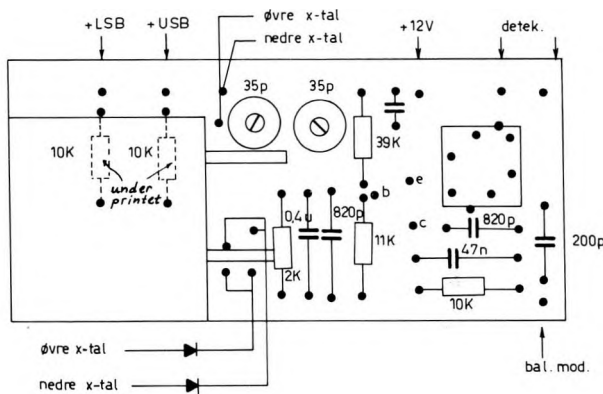 +LSB +USB
øvre x-tal
nedre x-tal
+12V
detek.
35p 35p
10K 10K
39K
under
printet
b
e
c
0,4u
820p
11K
820p
47n
200p
2K
10K
øvre x-tal
nedre x-tal
bal. mod.